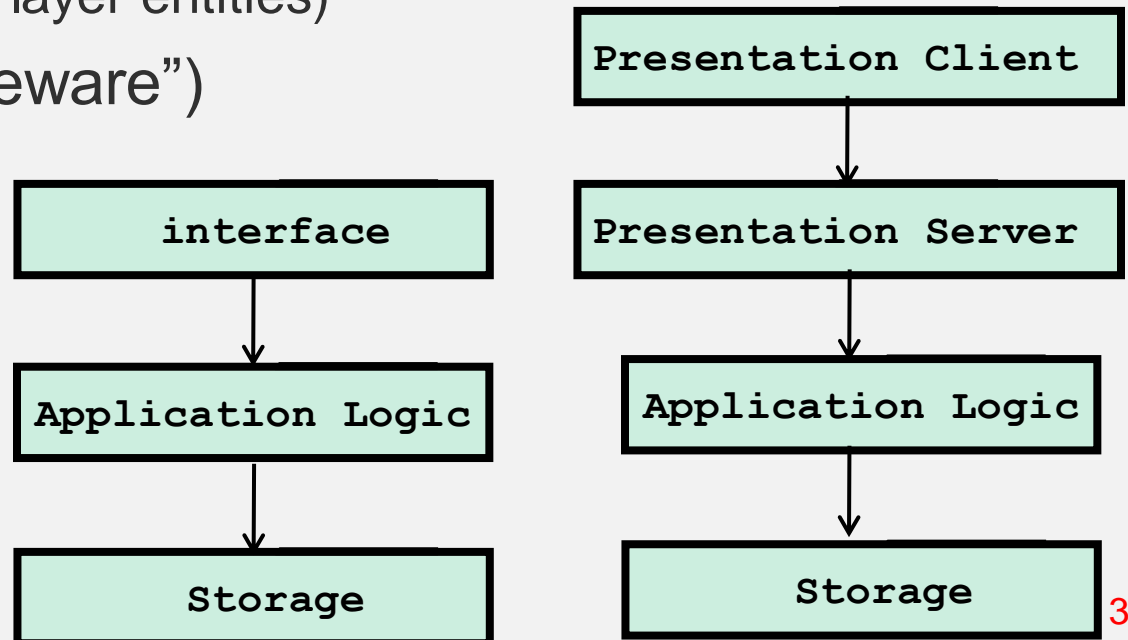 layer entities)
eware”)
Presentation Client
interface
Presentation Server
Application Logic
Application Logic
Storage
Storage
3